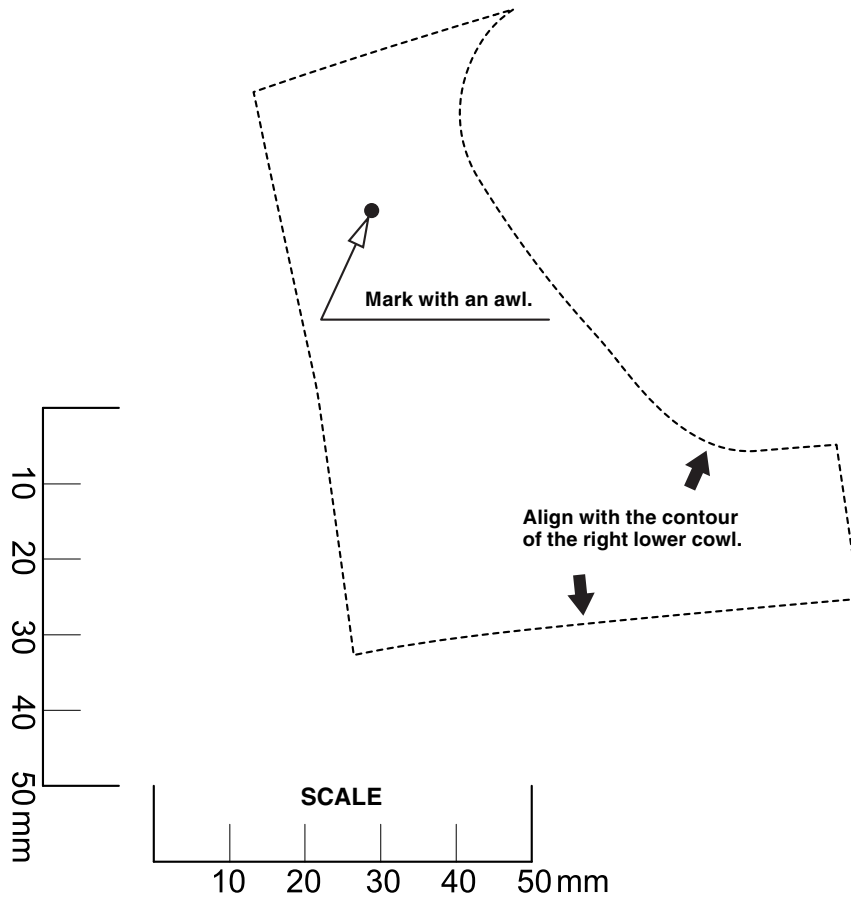 Mark with an awl.
10
20
30
40
50 mm
Align with the contour
of the right lower cowl.
SCALE
10 20 30 40 50 mm